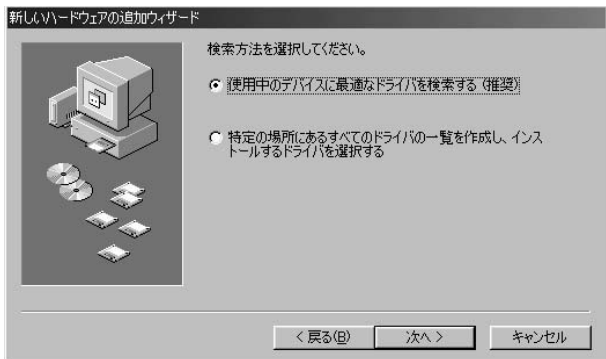 新しいハードウェアの追加ウィザード
検索方法を選択してください。
使用中のデバイスに最適なドライバを検索する (推奨)
特定の場所にあるすべてのドライバの一覧を作成し、インス
トールするドライバを選択する
< 戻る(B)
次へ >
キャンセル